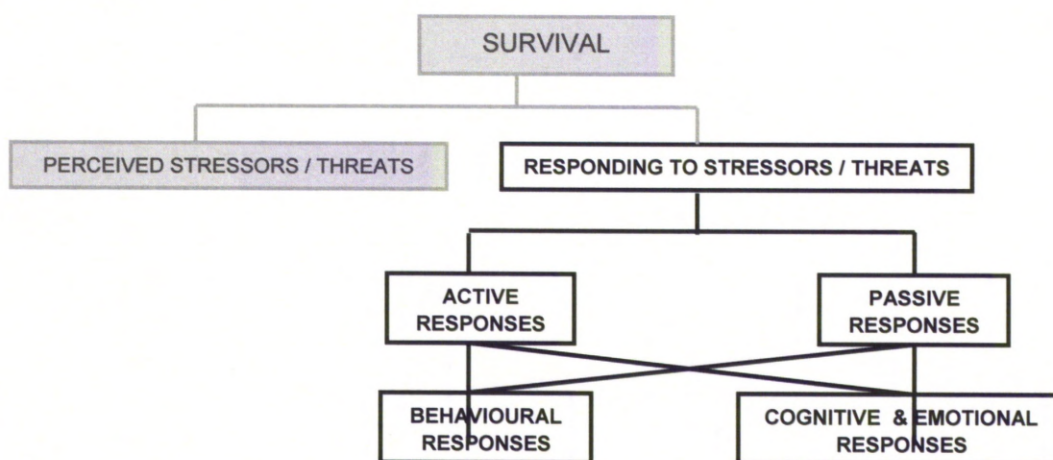 SURVIVAL
PERCEIVED STRESSORS / THREATS
RESPONDING TO STRESSORS / THREATS
ACTIVE
RESPONSES
PASSIVE
RESPONSES
BEHAVIOURAL
RESPONSES
COGNITIVE & EMOTIONAL
RESPONSES